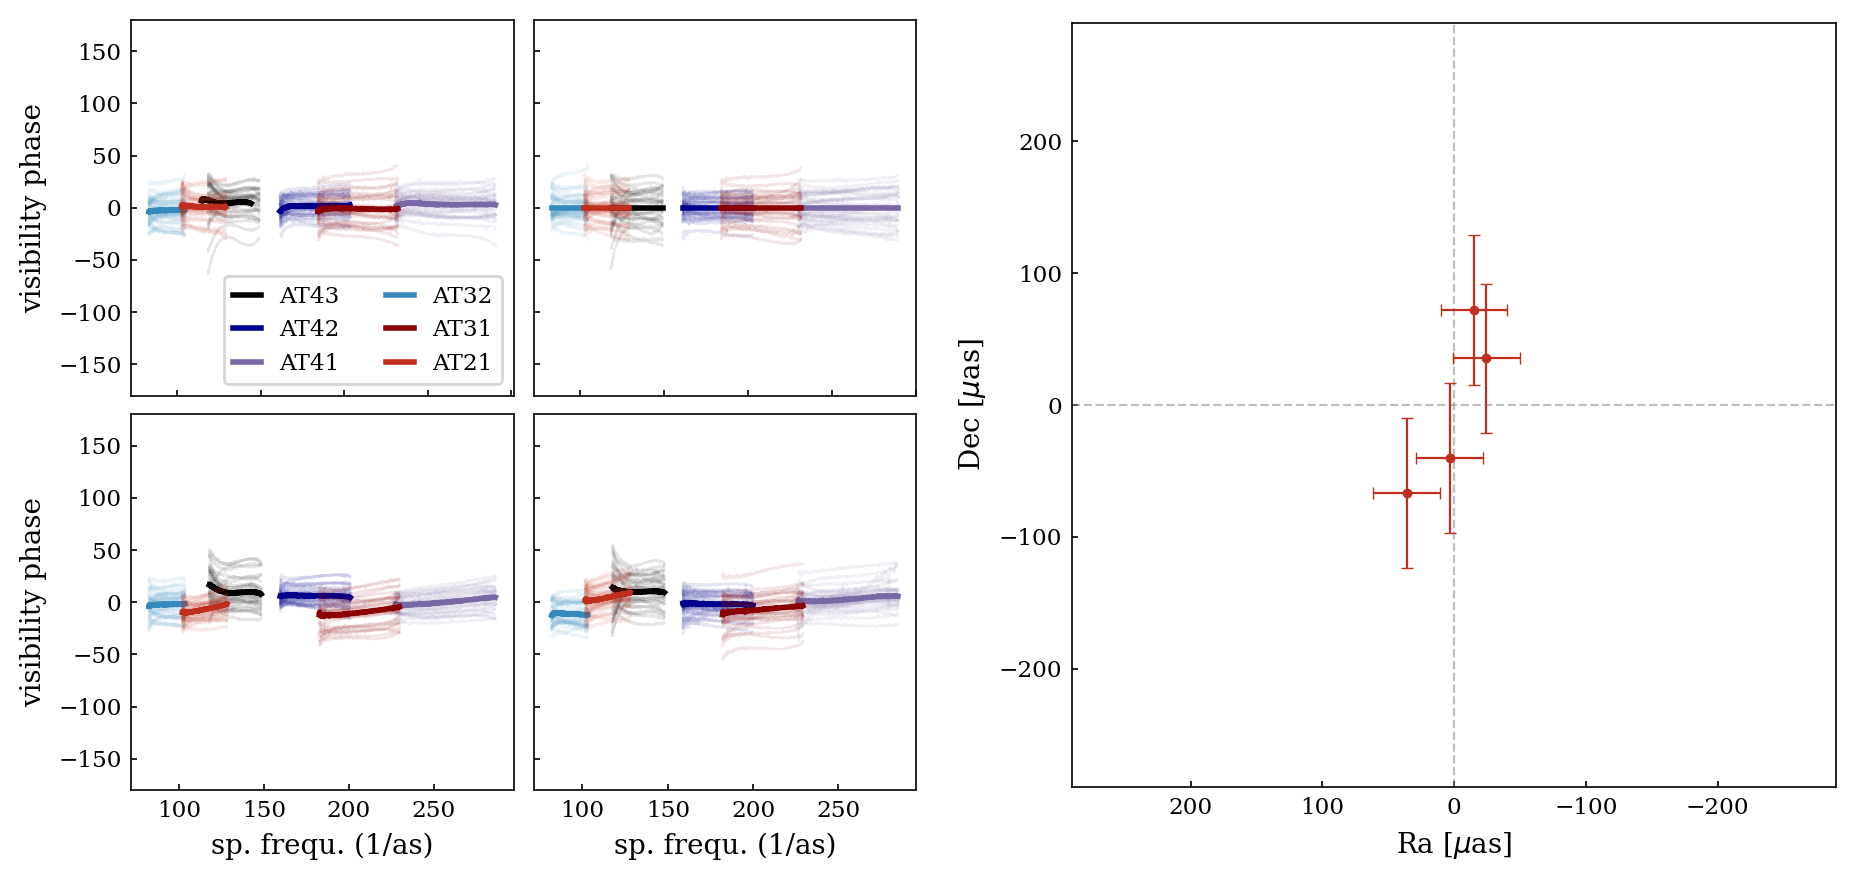 visibility phase
150
100
50
0
−50
−100
−150
AT43
AT42
AT41
AT32
AT31
AT21
visibility phase
150
100
50
0
−50
−100
−150
100 150 200 250
sp. frequ. (1/as)
100 150 200 250
sp. frequ. (1/as)
Dec [μas]
200
100
0
−100
−200
200 100 0 −100 −200
Ra [μas]